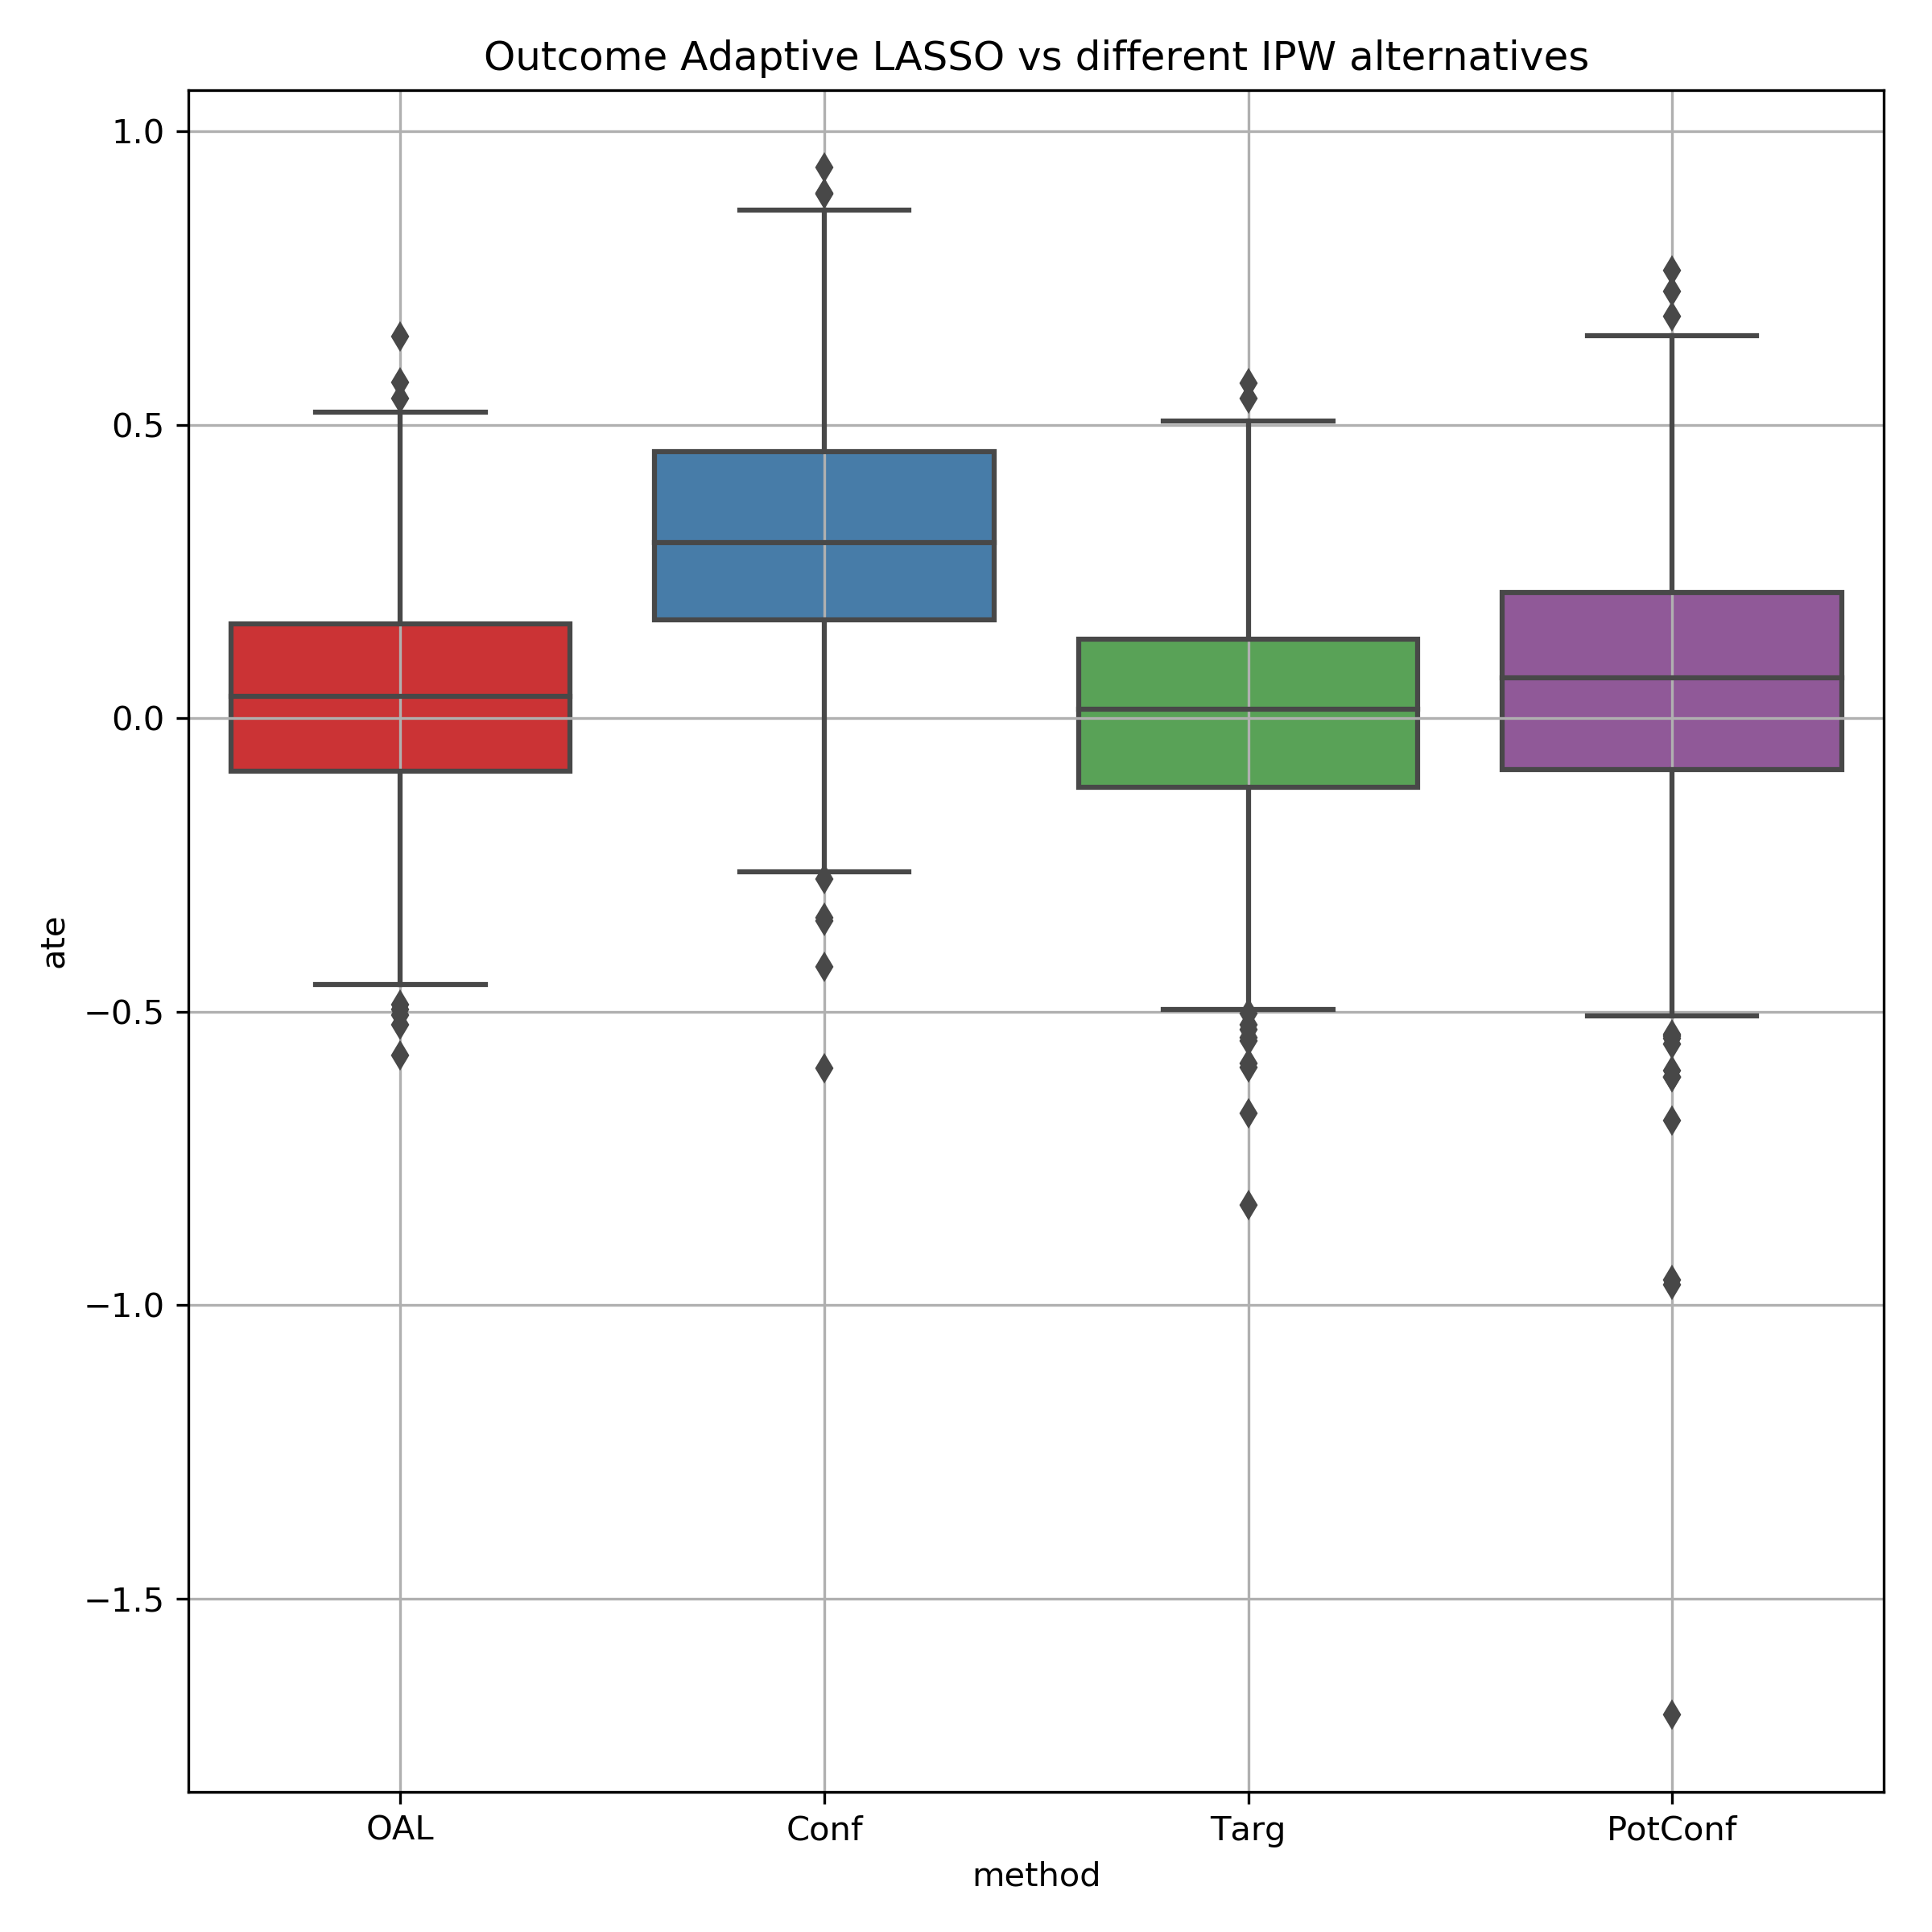 Outcome Adaptive LASSO vs different IPW alternatives
1.0
0.5
0.0
−0.5
−1.0
−1.5
ate
OAL
Conf
Targ
PotConf
method